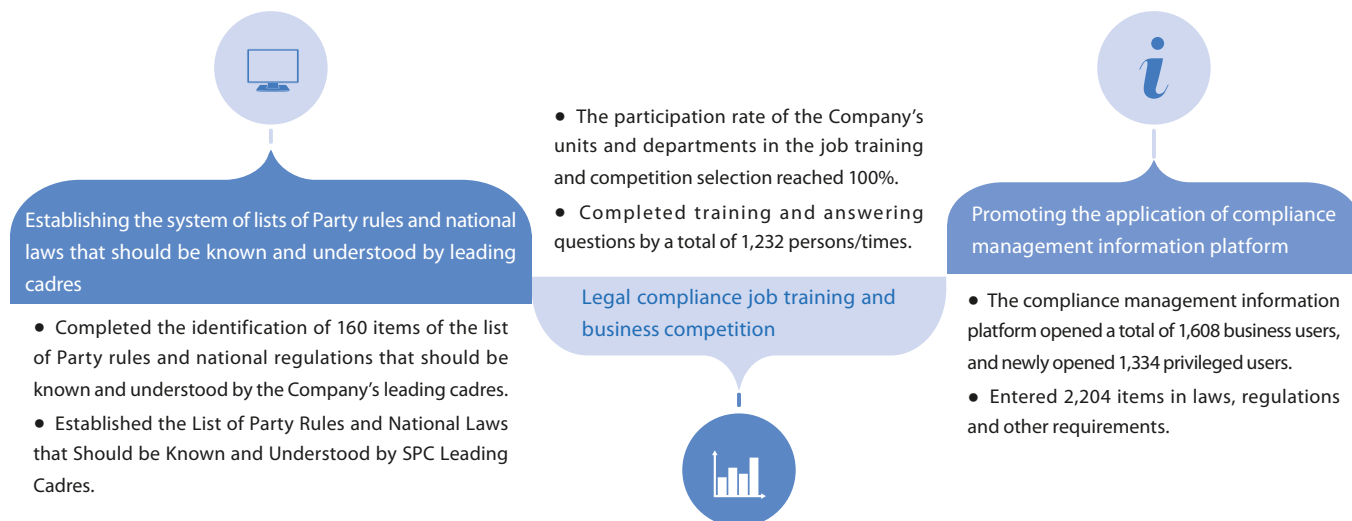 Establishing the system of lists of Party rules and national
laws that should be known and understood by leading
cadres
● Completed the identification of 160 items of the list
of Party rules and national regulations that should be
known and understood by the Company’s leading cadres.
● Established the List of Party Rules and National Laws
that Should be Known and Understood by SPC Leading
Cadres.
● The participation rate of the Company’s
units and departments in the job training
and competition selection reached 100%.
● Completed training and answering
questions by a total of 1,232 persons/times.
Legal compliance job training and
business competition
i
Promoting the application of compliance
management information platform
● The compliance management information
platform opened a total of 1,608 business users,
and newly opened 1,334 privileged users.
● Entered 2,204 items in laws, regulations
and other requirements.